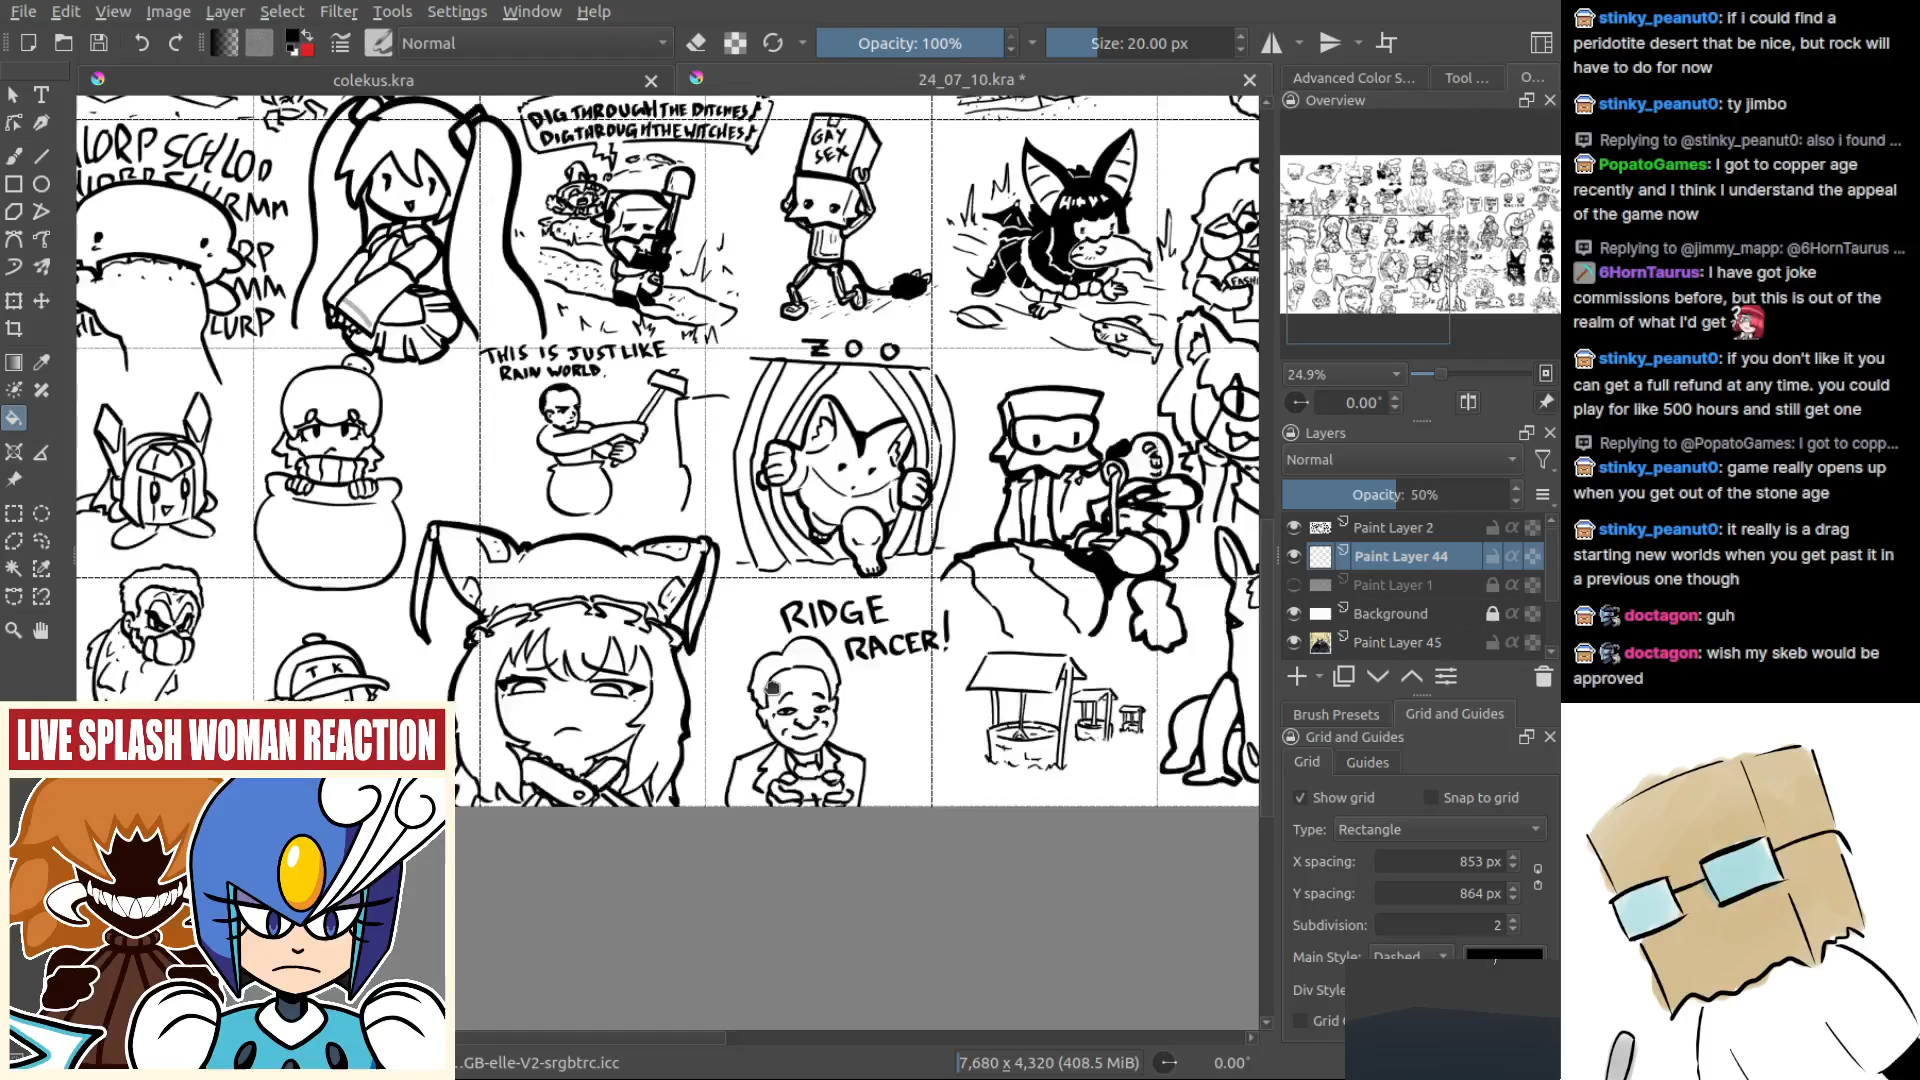 File Edit View Image Layer Select Filter Tools Settings Window Help
Normal
Opacity: 100%
Size: 20.00 px
colekus.kra
24_07_10.kra *
Advanced Color S...
Tool ...
O...
Overview
DIG THROUGH THE DITCHES
DIG THROUGH THE WITCHES
GAY
SEX
LURP
THIS IS JUST LIKE
RAIN WORLD.
ZOO
RIDGE
RACER!
T K
24.9%
0.00°
Layers
Normal
Opacity: 50%
Paint Layer 2
Paint Layer 44
Paint Layer 1
Background
Paint Layer 45
Brush Presets
Grid and Guides
Grid and Guides
Grid
Guides
Show grid
Snap to grid
Type: Rectangle
X spacing: 853 px
Y spacing: 864 px
Subdivision: 2
Main Style: Dashed
Div Style
Grid
...GB-elle-V2-srgbtrc.icc
7,680 x 4,320 (408.5 MiB)
0.00°
LIVE SPLASH WOMAN REACTION
stinky_peanut0: if i could find a
peridotite desert that be nice, but rock will
have to do for now
stinky_peanut0: ty jimbo
Replying to @stinky_peanut0: also i found ...
PopatoGames: I got to copper age
recently and I think I understand the appeal
of the game now
Replying to @jimmy_mapp: @6HornTaurus ...
6HornTaurus: I have got joke
commissions before, but this is out of the
realm of what I'd get
stinky_peanut0: if you don't like it you
can get a full refund at any time. you could
play for like 500 hours and still get one
Replying to @PopatoGames: I got to copp...
stinky_peanut0: game really opens up
when you get out of the stone age
stinky_peanut0: it really is a drag
starting new worlds when you get past it in
a previous one though
doctagon: guh
doctagon: wish my skeb would be
approved